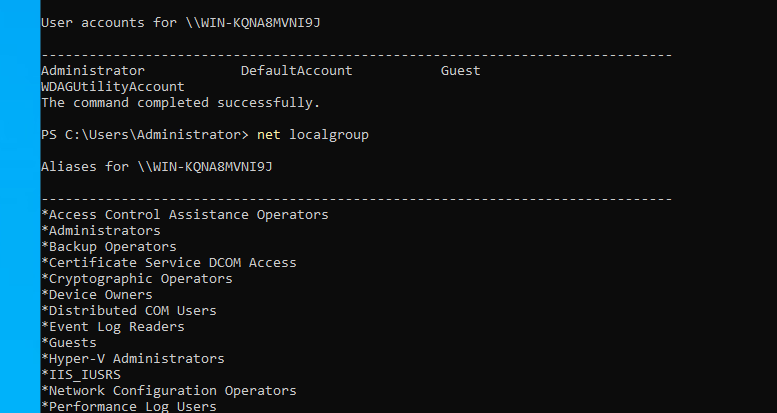 User accounts for \\WIN-KQNA8MVNI9J
-------------------------------------------------------------------------------
Administrator            DefaultAccount           Guest
WDAGUtilityAccount
The command completed successfully.
PS C:\Users\Administrator> net localgroup
Aliases for \\WIN-KQNA8MVNI9J
-------------------------------------------------------------------------------
*Access Control Assistance Operators
*Administrators
*Backup Operators
*Certificate Service DCOM Access
*Cryptographic Operators
*Device Owners
*Distributed COM Users
*Event Log Readers
*Guests
*Hyper-V Administrators
*IIS_IUSRS
*Network Configuration Operators
*Performance Log Users